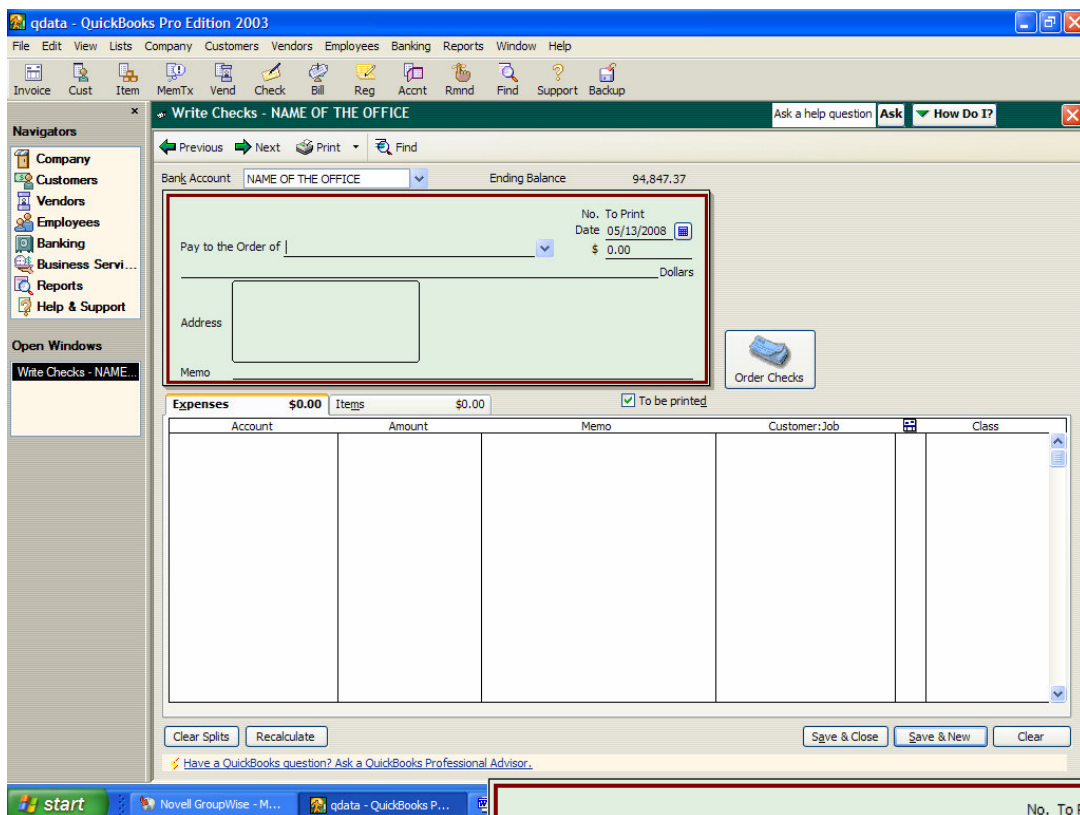 qdata - QuickBooks Pro Edition 2003
File Edit View Lists Company Customers Vendors Employees Banking Reports Window Help
Invoice Cust Item MemTx Vend Check Bill Reg Accnt Rmnd Find Support Backup
Navigators
Company
Customers
Vendors
Employees
Banking
Business Servi...
Reports
Help & Support
Open Windows
Write Checks - NAME...
Write Checks - NAME OF THE OFFICE
Ask a help question Ask How Do I?
Previous Next Print Find
Bank Account NAME OF THE OFFICE Ending Balance 94,847.37
No. To Print
Date 05/13/2008
Pay to the Order of $ 0.00
Dollars
Address
Memo
Order Checks
Expenses $0.00 Items $0.00 To be printed
Account Amount Memo Customer:Job Class
Clear Splits Recalculate Save & Close Save & New Clear
Have a QuickBooks question? Ask a QuickBooks Professional Advisor.
start Novell GroupWise - M... qdata - QuickBooks P...
No. To P